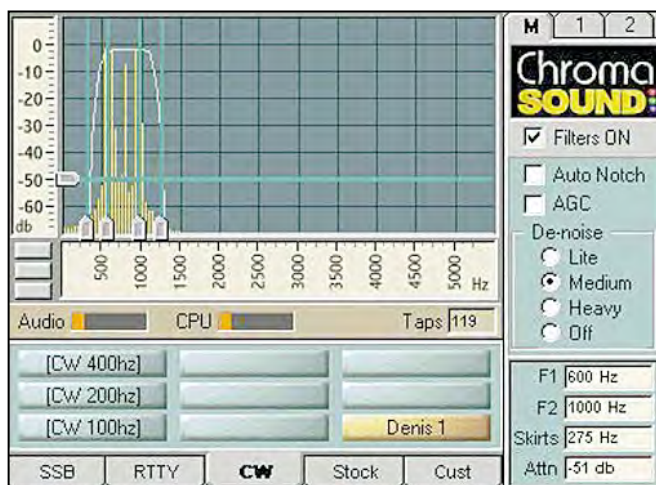 M 1 2
Chroma
SOUND
Filters ON
Auto Notch
AGC
De-noise
Lite
Medium
Heavy
Off
0
-10
-20
-30
-40
-50
-60
db
500 1000 1500 2000 2500 3000 3500 4000 4500 5000 Hz
Audio CPU Taps 119
[CW 400hz]
[CW 200hz]
[CW 100hz] Denis 1
F1 600 Hz
F2 1000 Hz
Skirts 275 Hz
Attn -51 db
SSB RTTY CW Stock Cust